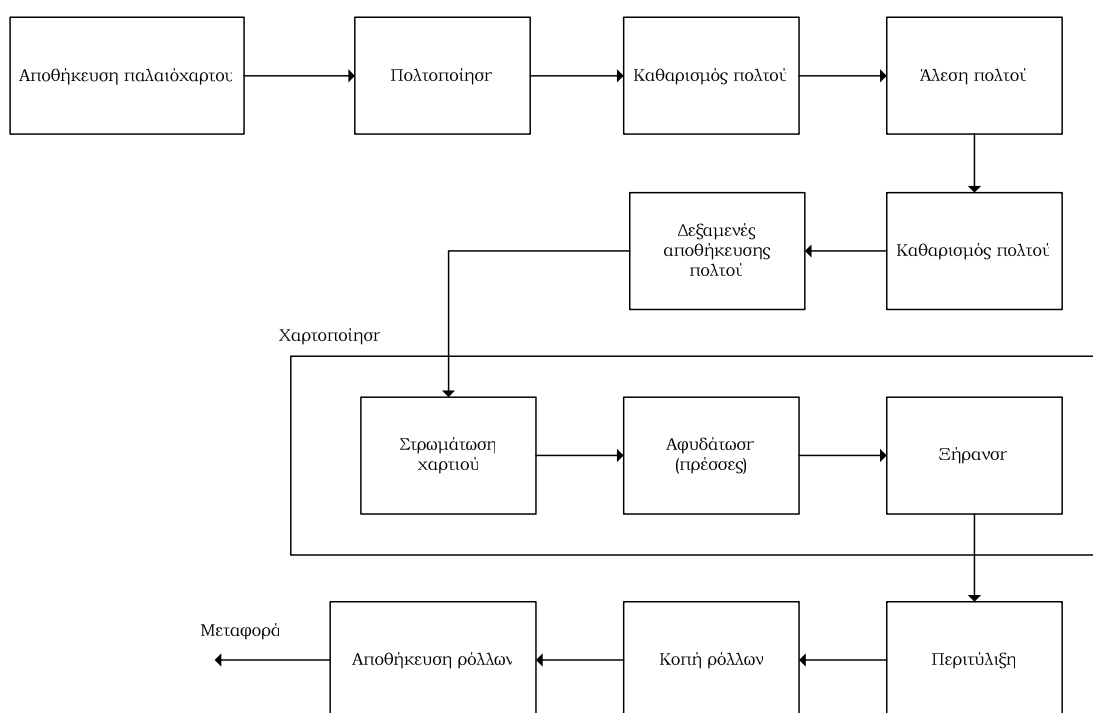 Αποθήκευση παλαιόχαρτου
Πολτοποίηση
Καθαρισμός πολτού
Άλεση πολτού
Καθαρισμός πολτού
Δεξαμενές
αποθήκευσης
πολτού
Χαρτοποίηση
Στρωμάτωση
χαρτιού
Αφυδάτωση
(πρέσσες)
Ξήρανση
Περιτύλιξη
Κοπή ρόλλων
Αποθήκευση ρόλλων
Μεταφορά